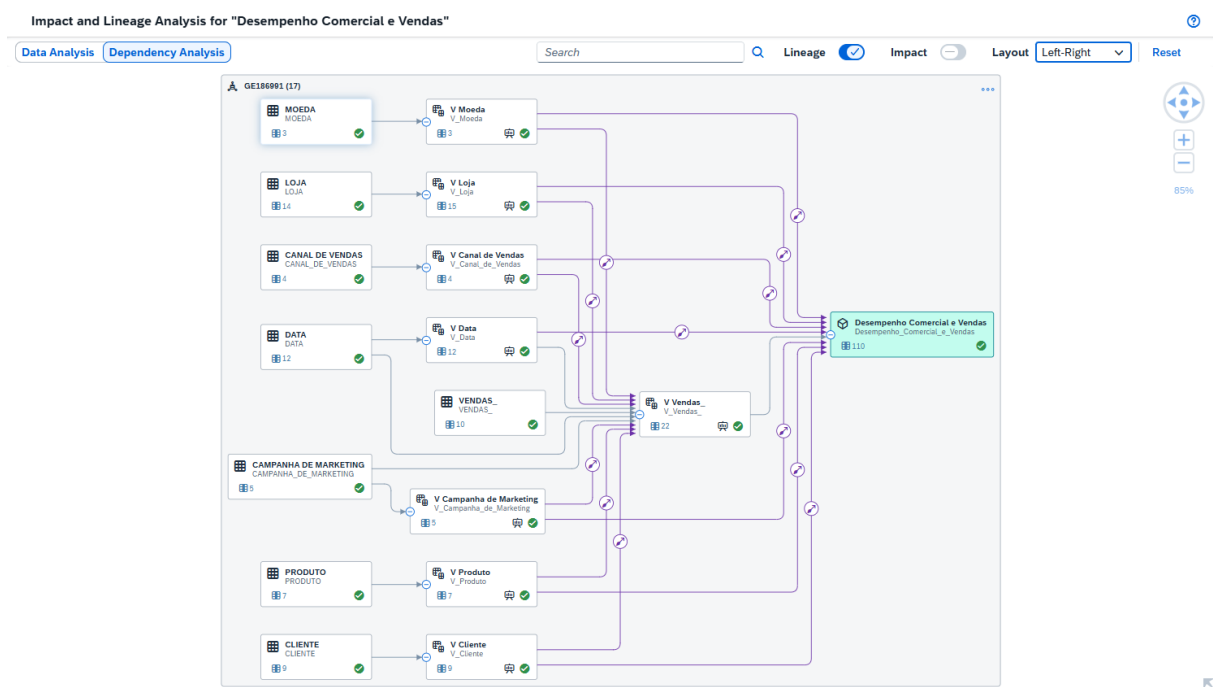 Impact and Lineage Analysis for "Desempenho Comercial e Vendas"
Data Analysis
Dependency Analysis
Search
Lineage
Impact
Layout
Left-Right
Reset
GE186991 (17)
MOEDA
MOEDA
3
V Moeda
V_Moeda
3
LOJA
LOJA
14
V Loja
V_Loja
15
CANAL DE VENDAS
CANAL_DE_VENDAS
4
V Canal de Vendas
V_Canal_de_Vendas
4
DATA
DATA
12
V Data
V_Data
12
Desempenho Comercial e Vendas
Desempenho_Comercial_e_Vendas
110
VENDAS_
VENDAS_
10
V Vendas_
V_Vendas_
22
CAMPANHA DE MARKETING
CAMPANHA_DE_MARKETING
5
V Campanha de Marketing
V_Campanha_de_Marketing
5
PRODUTO
PRODUTO
7
V Produto
V_Produto
7
CLIENTE
CLIENTE
9
V Cliente
V_Cliente
9
85%